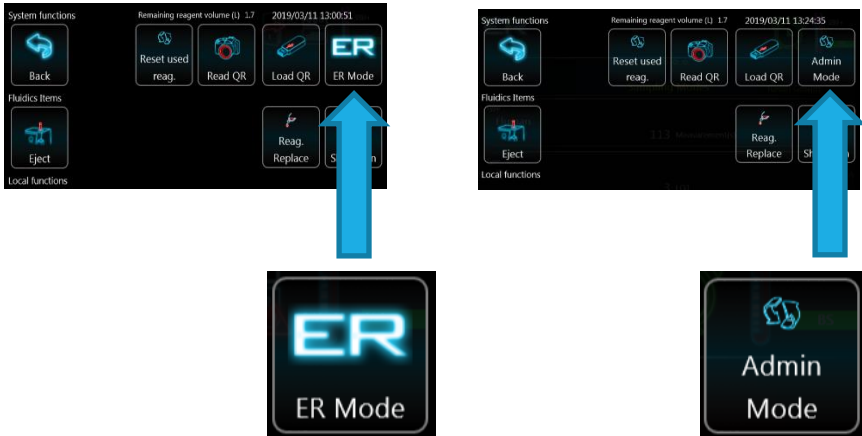 System functions
Remaining reagent volume (L) 1.7
2019/03/11 13:00:51
Back
Reset used
reag.
Read QR
Load QR
ER
ER Mode
Fluidics Items
Eject
Reag.
Replace
Local functions
System functions
Remaining reagent volume (L) 1.7
2019/03/11 13:24:35
Back
Reset used
reag.
Read QR
Load QR
Admin
Mode
Fluidics Items
113
Eject
Reag.
Replace
Local functions
ER
ER Mode
Admin
Mode